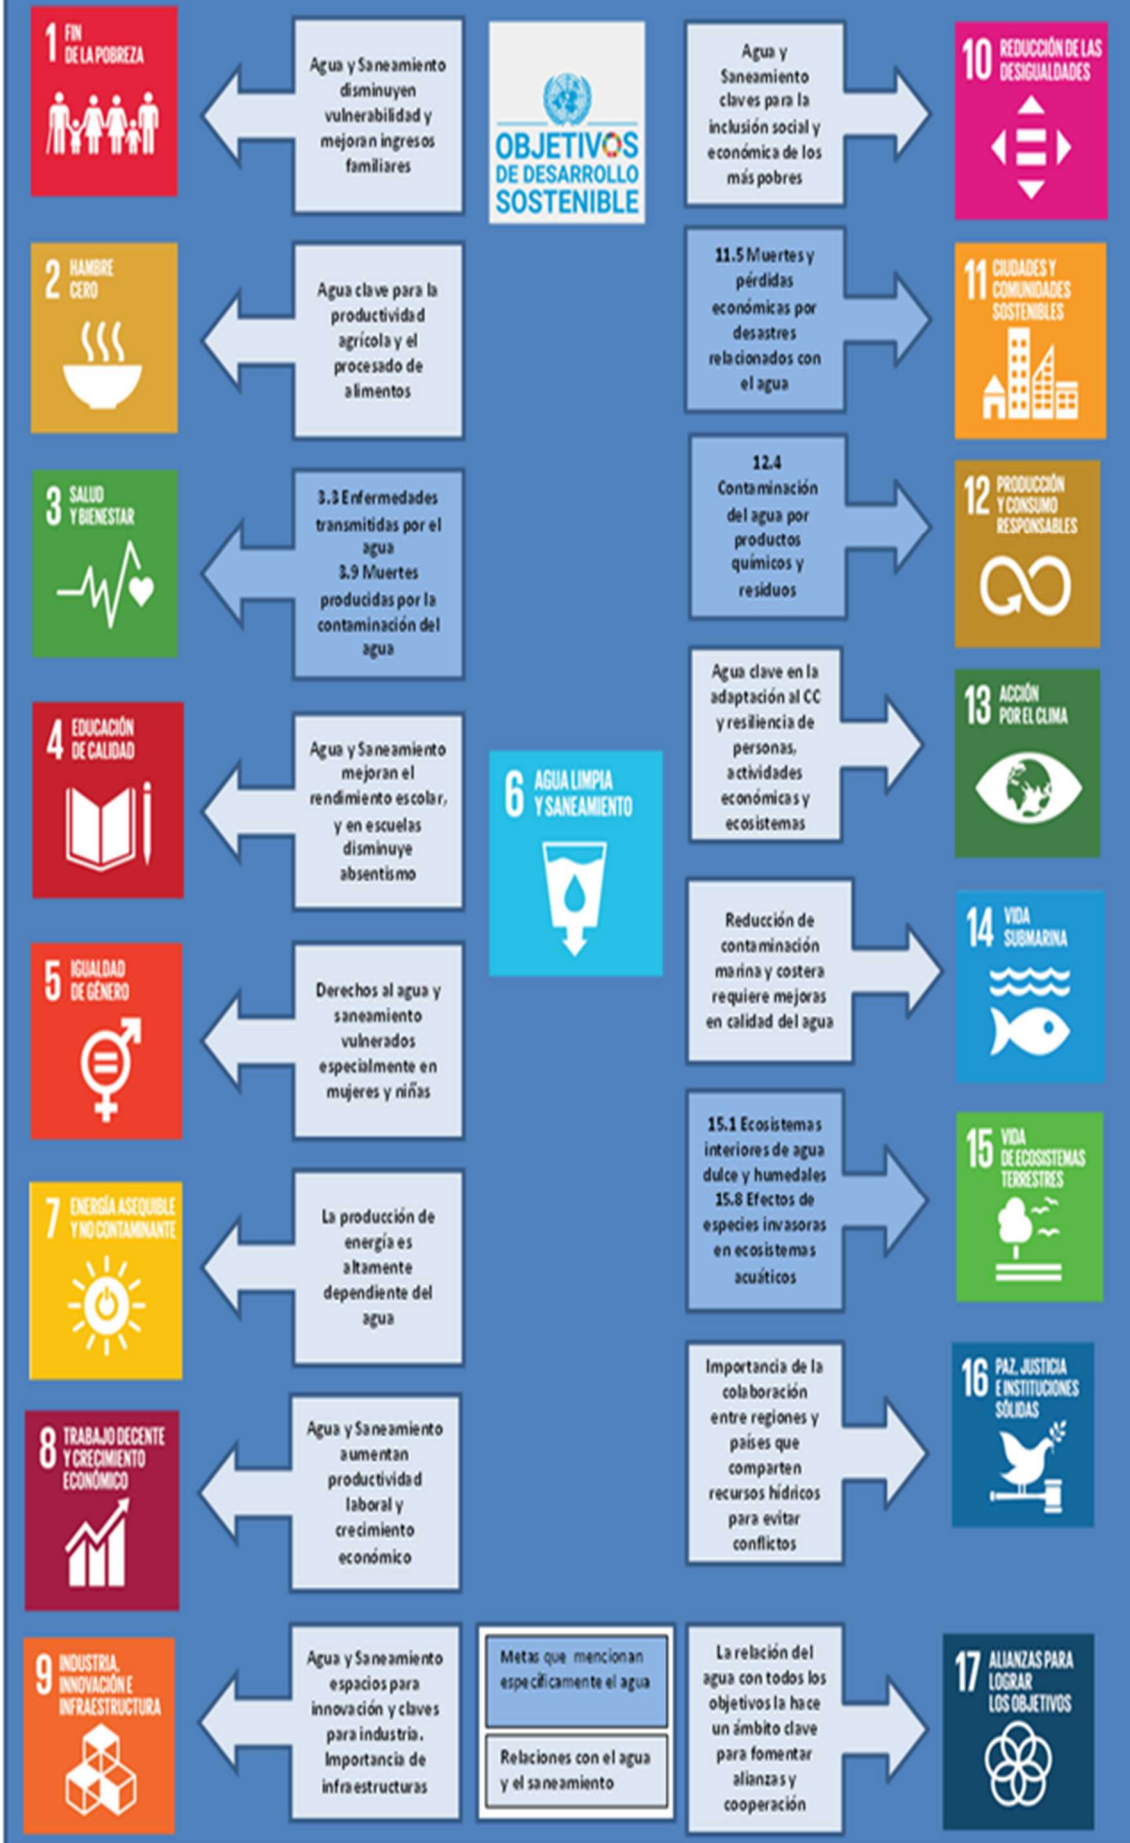 1 FIN
DE LA POBREZA
Agua y Saneamiento
disminuyen
vulnerabilidad y
mejoran ingresos
familiares
2 HAMBRE
CERO
Agua clave para la
productividad
agrícola y el
procesado de
alimentos
3 SALUD
Y BIENESTAR
3.3 Enfermedades
transmitidas por el
agua
3.9 Muertes
producidas por la
contaminación del
agua
4 EDUCACIÓN
DE CALIDAD
Agua y Saneamiento
mejoran el
rendimiento escolar,
y en escuelas
disminuye
absentismo
5 IGUALDAD
DE GÉNERO
Derechos al agua y
saneamiento
vulnerados
especialmente en
mujeres y niñas
7 ENERGÍA ASEQUIBLE
Y NO CONTAMINANTE
La producción de
energía es
altamente
dependiente del
agua
8 TRABAJO DECENTE
Y CRECIMIENTO
ECONÓMICO
Agua y Saneamiento
aumentan
productividad
laboral y
crecimiento
económico
9 INDUSTRIA,
INNOVACIÓN E
INFRAESTRUCTURA
Agua y Saneamiento
espacios para
innovación y claves
para industria.
Importancia de
infraestructuras
OBJETIVOS
DE DESARROLLO
SOSTENIBLE
6 AGUA LIMPIA
Y SANEAMIENTO
Metas que mencionan
específicamente el agua
Relaciones con el agua
y el saneamiento
Agua y
Saneamiento
claves para la
inclusión social y
económica de los
más pobres
10 REDUCCIÓN DE LAS
DESIGUALDADES
11.5 Muertes y
pérdidas
económicas por
desastres
relacionados con
el agua
11 CIUDADES Y
COMUNIDADES
SOSTENIBLES
12.4
Contaminación
del agua por
productos
químicos y
residuos
12 PRODUCCIÓN
Y CONSUMO
RESPONSABLES
Agua clave en la
adaptación al CC
y resiliencia de
personas,
actividades
económicas y
ecosistemas
13 ACCIÓN
POR EL CLIMA
Reducción de
contaminación
marina y costera
requiere mejoras
en calidad del agua
14 VIDA
SUBMARINA
15.1 Ecosistemas
interiores de agua
dulce y humedales
15.8 Efectos de
especies invasoras
en ecosistemas
acuáticos
15 VIDA
DE ECOSISTEMAS
TERRESTRES
Importancia de la
colaboración
entre regiones y
países que
comparten
recursos hídricos
para evitar
conflictos
16 PAZ, JUSTICIA
E INSTITUCIONES
SÓLIDAS
La relación del
agua con todos los
objetivos la hace
un ámbito clave
para fomentar
alianzas y
cooperación
17 ALIANZAS PARA
LOGRAR
LOS OBJETIVOS